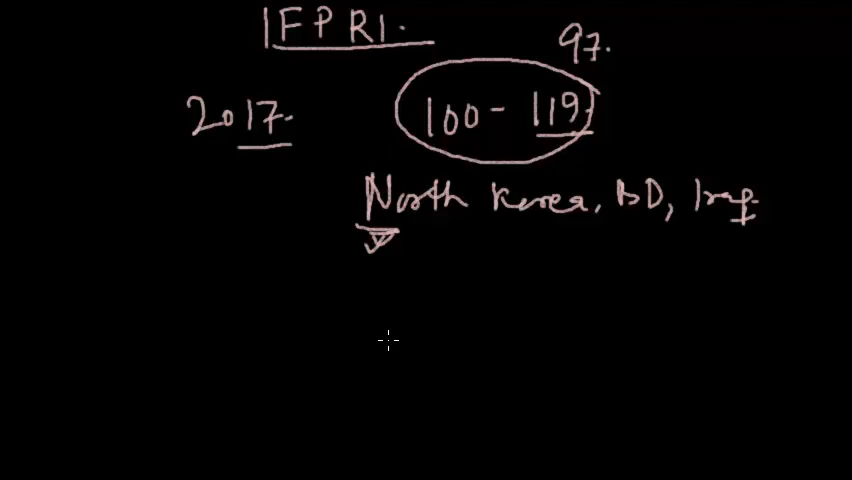 IFPRI.
97.
2017. 100 - 119.
North Korea, BD, Iraq.